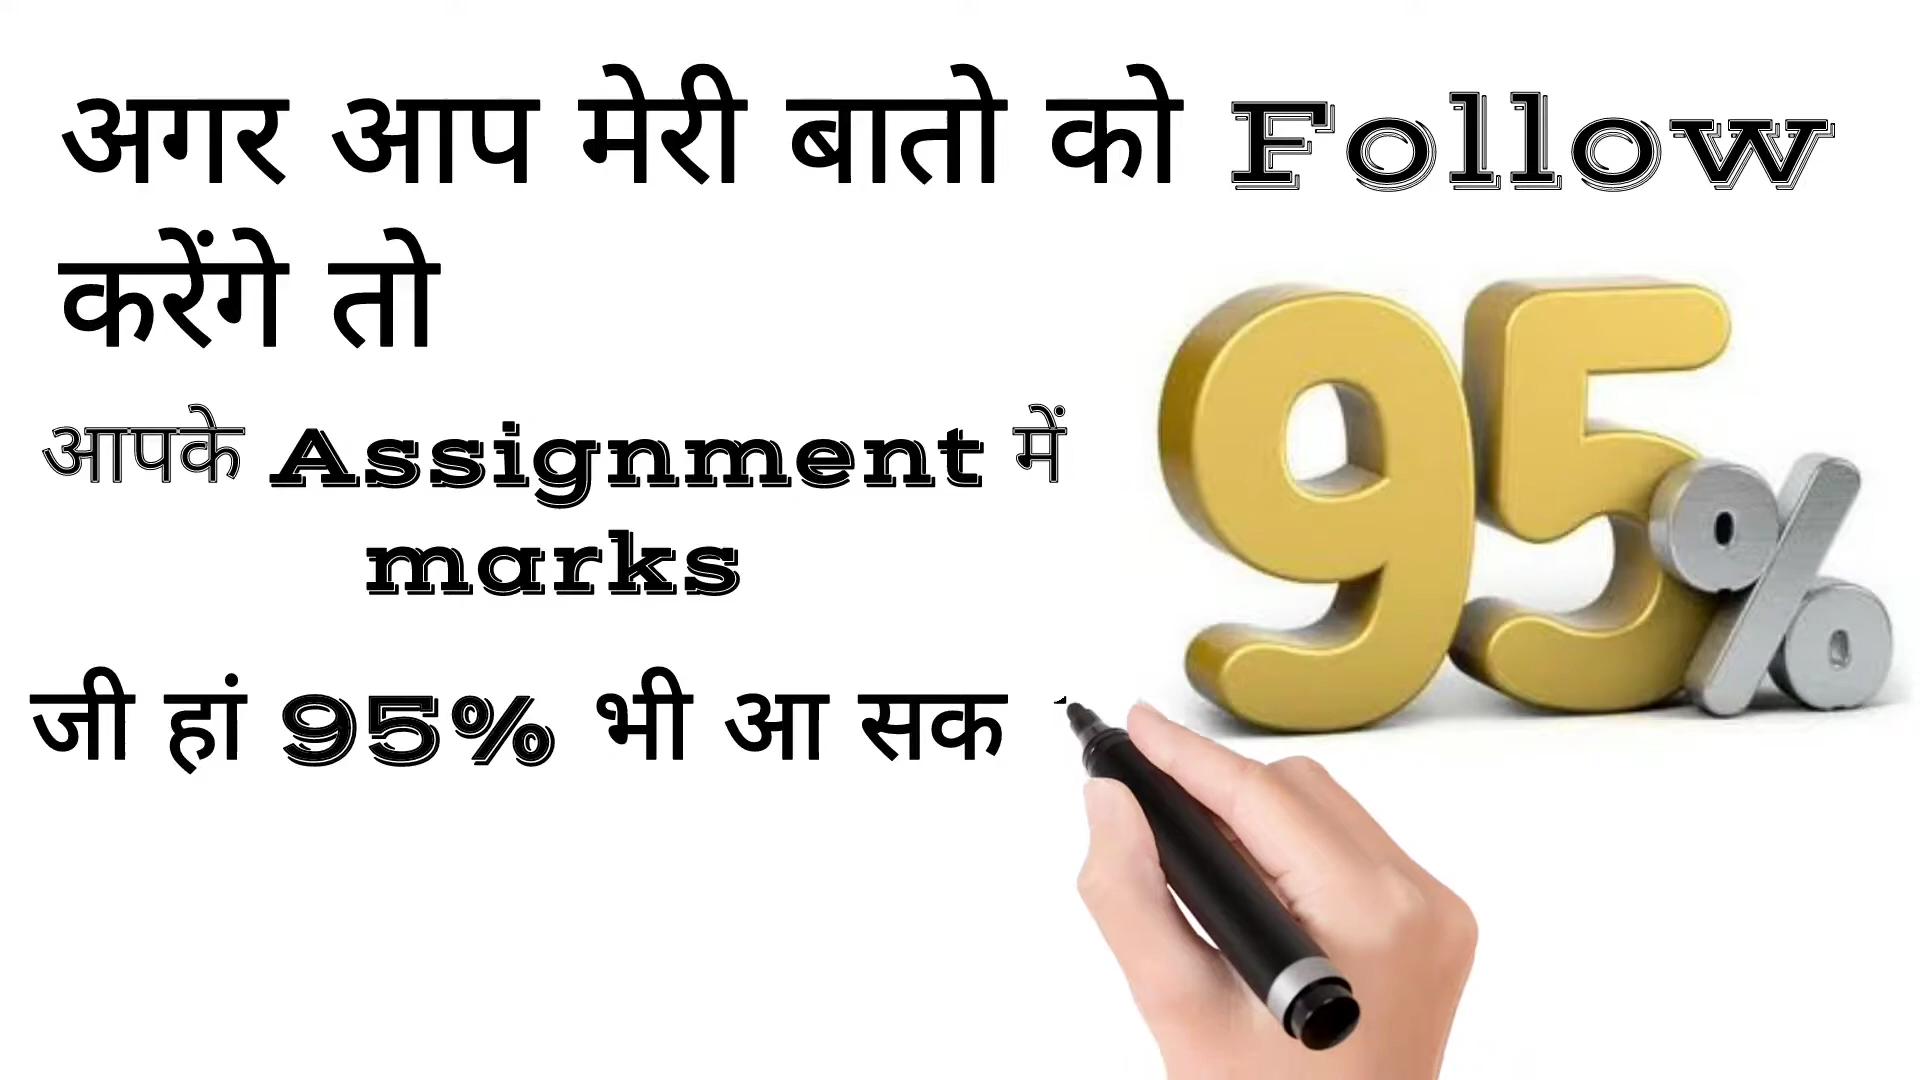 अगर आप मेरी बातो को Follow
करेंगे तो
आपके Assignment में
marks
जी हां 95% भी आ सक
95%